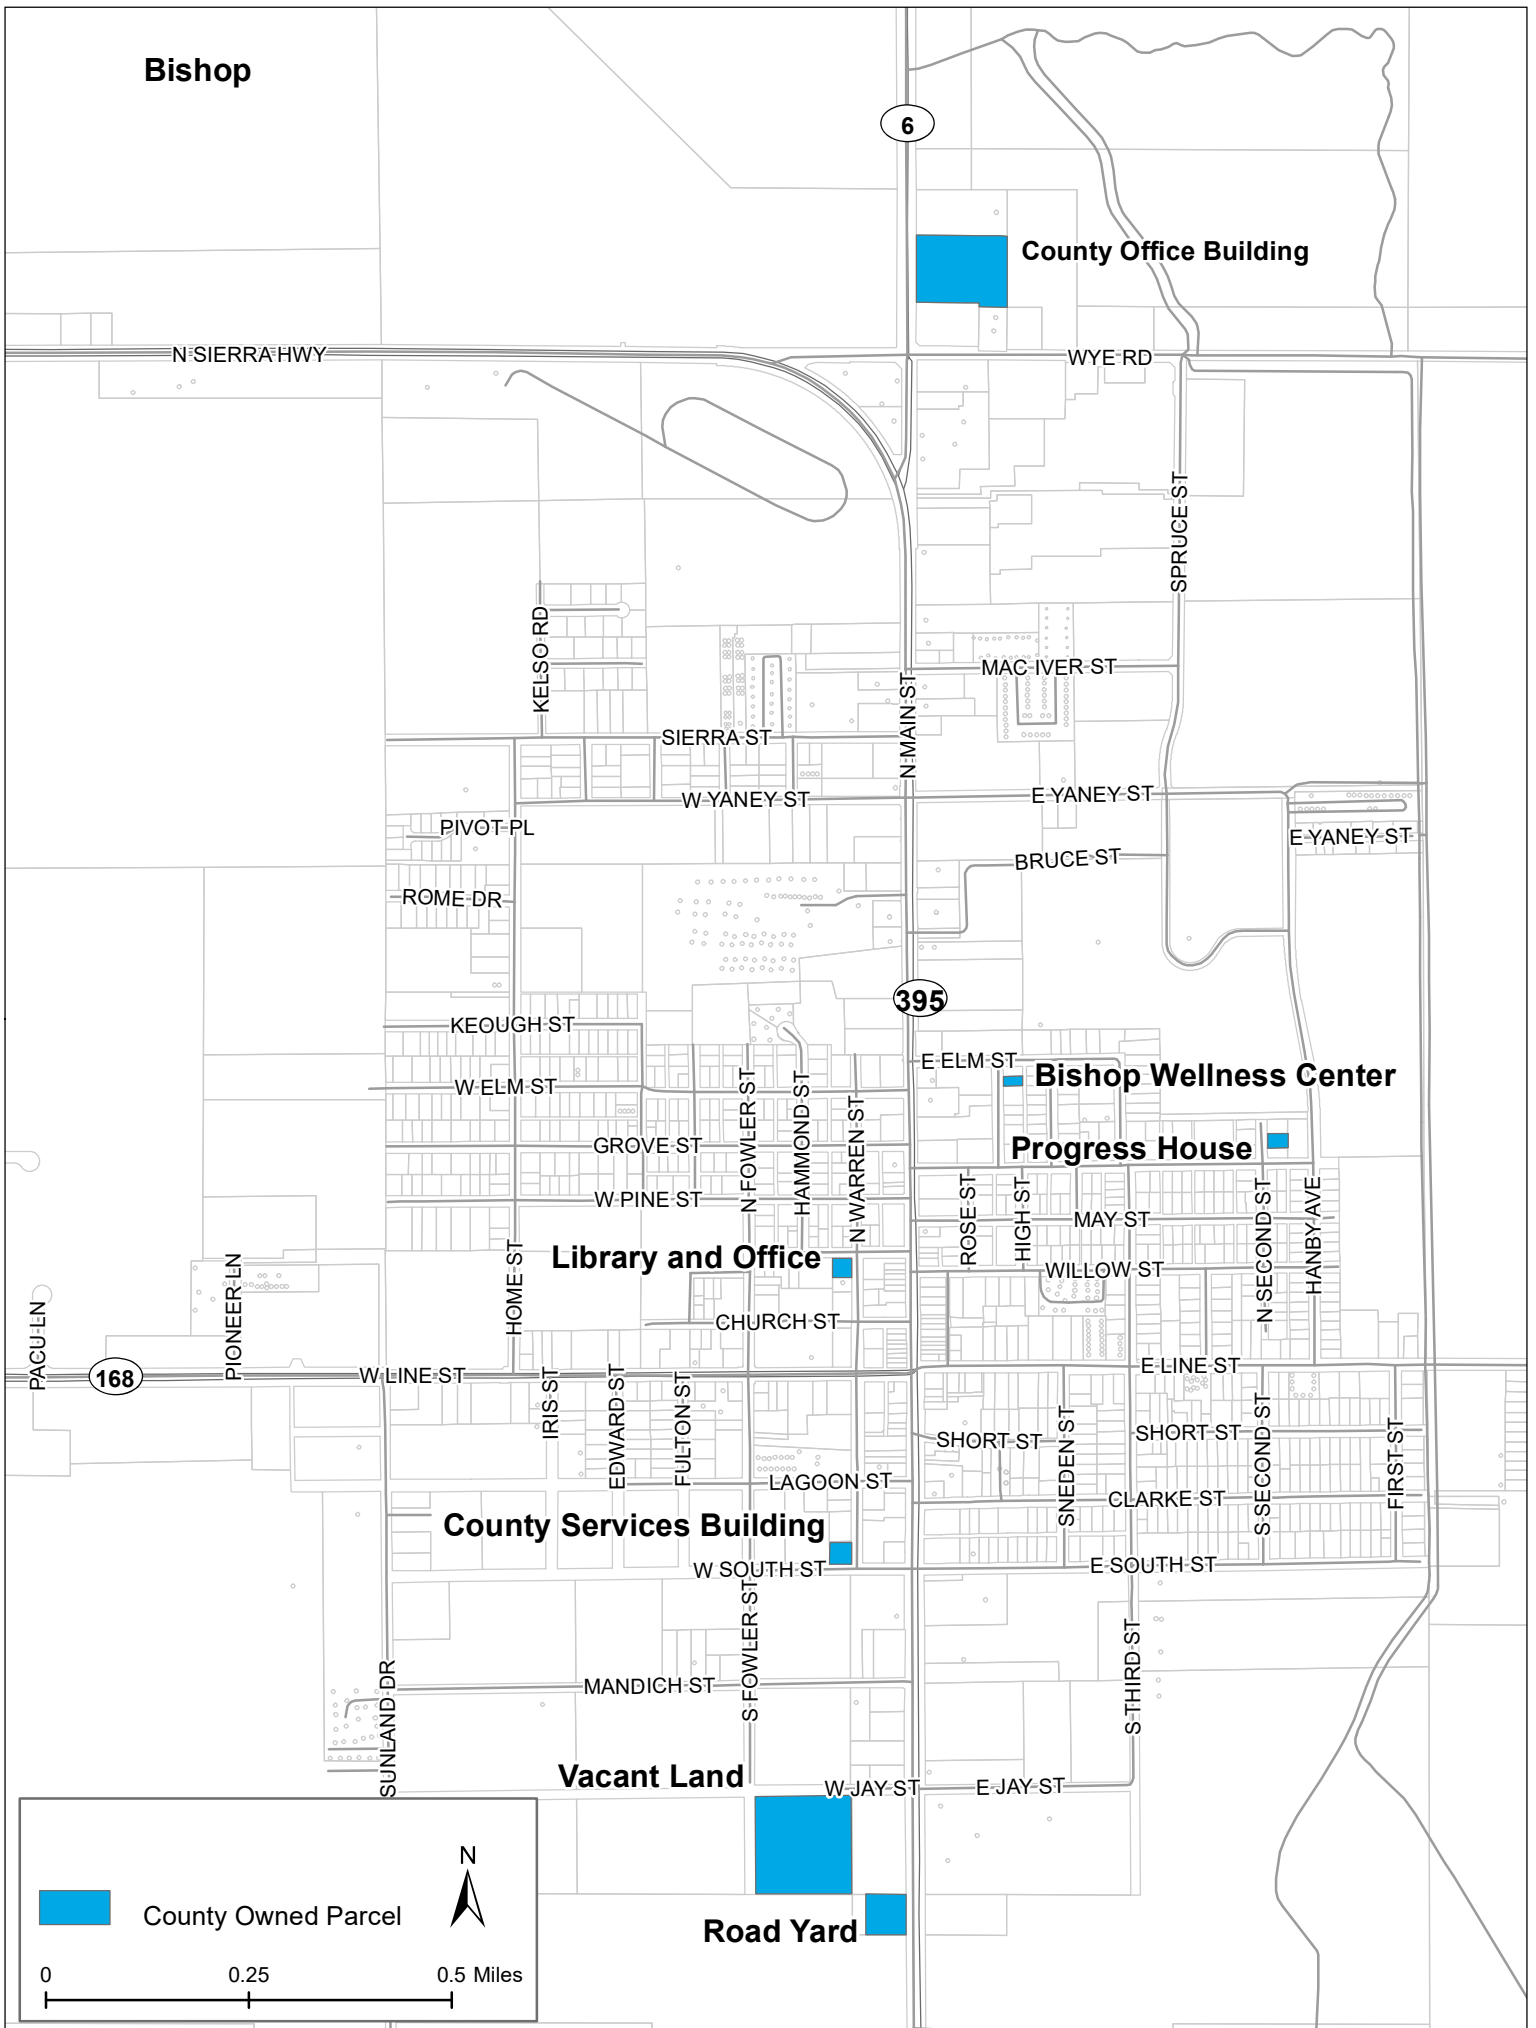 Bishop
6
County Office Building
N SIERRA HWY
WYE RD
SPRUCE ST
KELSO RD
MAC IVER ST
N MAIN ST
SIERRA ST
W YANEY ST
E YANEY ST
PIVOT PL
E YANEY ST
BRUCE ST
ROME DR
395
KEOUGH ST
E ELM ST
Bishop Wellness Center
W ELM ST
N FOWLER ST
HAMMOND ST
N WARREN ST
GROVE ST
Progress House
W PINE ST
ROSE ST
HIGH ST
MAY ST
N SECOND ST
HANBY AVE
Library and Office
WILLOW ST
HOME ST
PIONEER LN
PACU LN
CHURCH ST
168
W LINE ST
E LINE ST
IRIS ST
EDWARD ST
FULTON ST
SHORT ST
SNEDEN ST
SHORT ST
S SECOND ST
FIRST ST
LAGOON ST
CLARKE ST
County Services Building
W SOUTH ST
E SOUTH ST
S FOWLER ST
S THIRD ST
SUNLAND DR
MANDICH ST
Vacant Land
W JAY ST
E JAY ST
N
County Owned Parcel
Road Yard
0
0.25
0.5 Miles